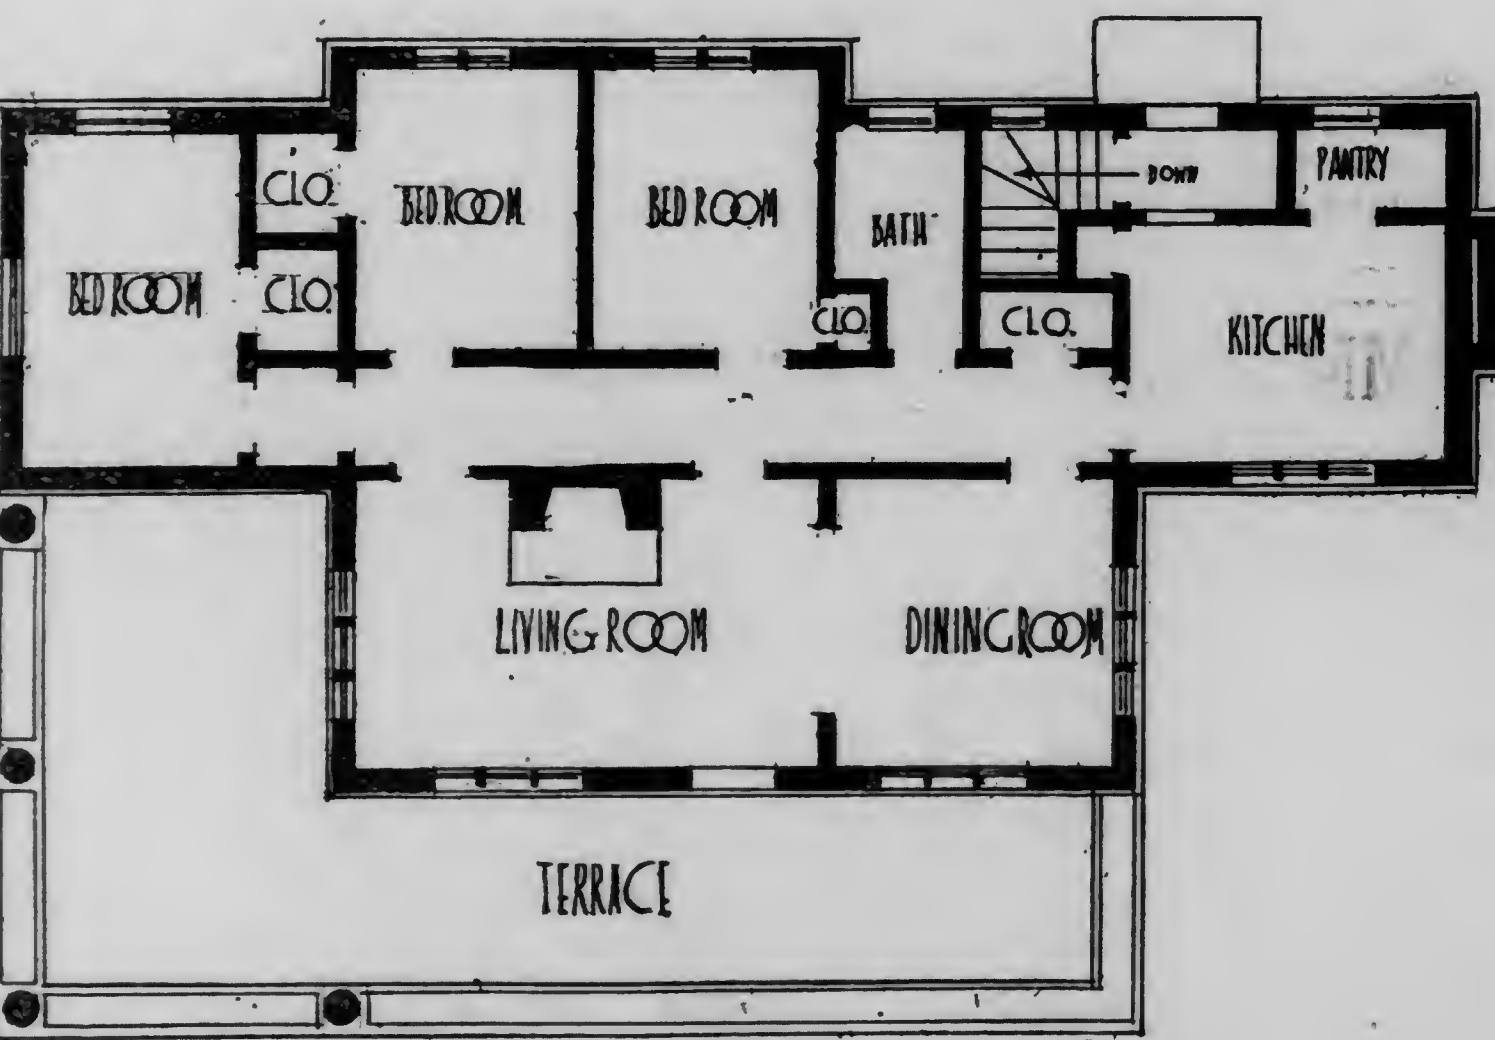 CLO.
BEDROOM
BEDROOM
BATH
DOWN
PANTRY
BEDROOM
CLO.
CLO.
CLO.
KITCHEN
LIVING ROOM
DINING ROOM
TERRACE